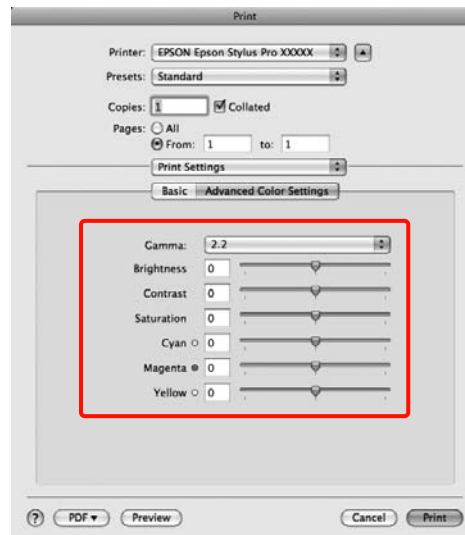 Print
Printer: EPSON Epson Stylus Pro XXXXX
Presets: Standard
Copies: 1 Collated
Pages: All
From: 1 to: 1
Print Settings
Basic Advanced Color Settings
Gamma: 2.2
Brightness 0
Contrast 0
Saturation 0
Cyan 0
Magenta 0
Yellow 0
? PDF Preview Cancel Print